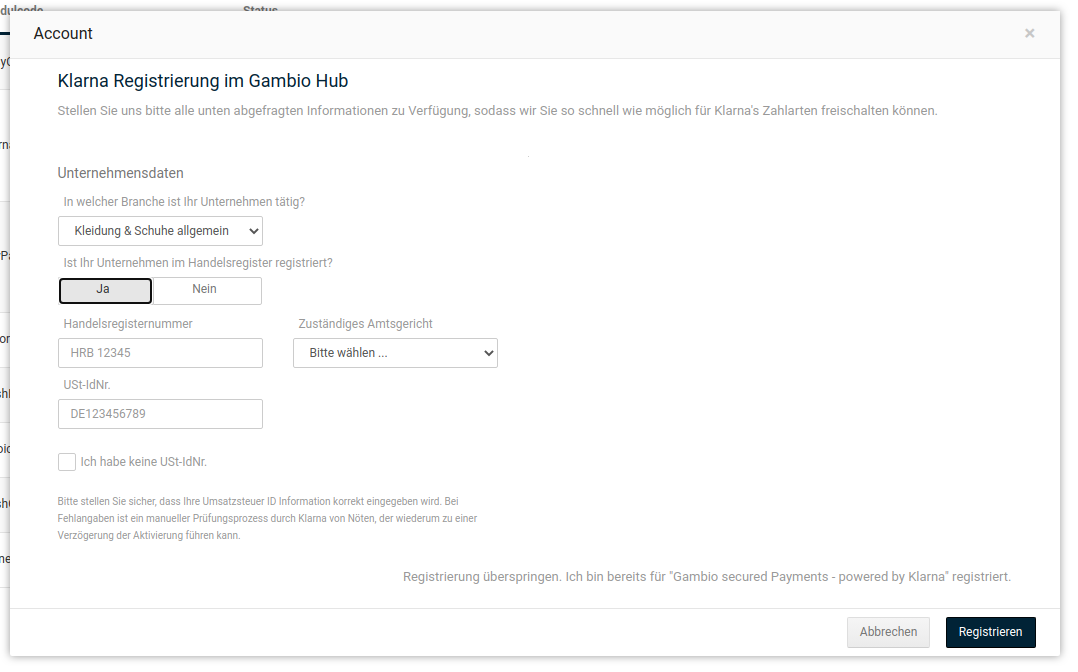 Status
Account
×
Klarna Registrierung im Gambio Hub
Stellen Sie uns bitte alle unten abgefragten Informationen zu Verfügung, sodass wir Sie so schnell wie möglich für Klarna's Zahlarten freischalten können.
Unternehmensdaten
In welcher Branche ist Ihr Unternehmen tätig?
Kleidung & Schuhe allgemein
Ist Ihr Unternehmen im Handelsregister registriert?
Ja Nein
Handelsregisternummer Zuständiges Amtsgericht
HRB 12345 Bitte wählen ...
USt-IdNr.
DE123456789
Ich habe keine USt-IdNr.
Bitte stellen Sie sicher, dass Ihre Umsatzsteuer ID Information korrekt eingegeben wird. Bei
Fehlangaben ist ein manueller Prüfungsprozess durch Klarna von Nöten, der wiederum zu einer
Verzögerung der Aktivierung führen kann.
Registrierung überspringen. Ich bin bereits für "Gambio secured Payments - powered by Klarna" registriert.
Abbrechen Registrieren